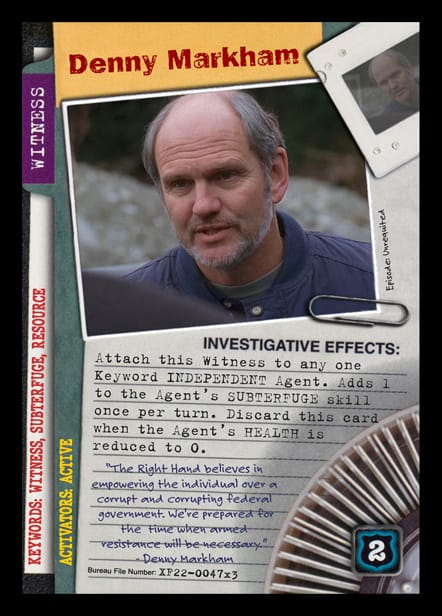 Denny Markham
WITNESS
Episode: Unrequited
KEYWORDS: WITNESS, SUBTERFUGE, RESOURCE
ACTIVATORS: ACTIVE
INVESTIGATIVE EFFECTS:
Attach this Witness to any one
Keyword INDEPENDENT Agent. Adds 1
to the Agent's SUBTERFUGE skill
once per turn. Discard this card
when the Agent's HEALTH is
reduced to 0.
"The Right Hand believes in
empowering the individual over a
corrupt and corrupting federal
government. We're prepared for
the time when armed
resistance will be necessary."
- Denny Markham
Bureau File Number: XF22-0047x3
2